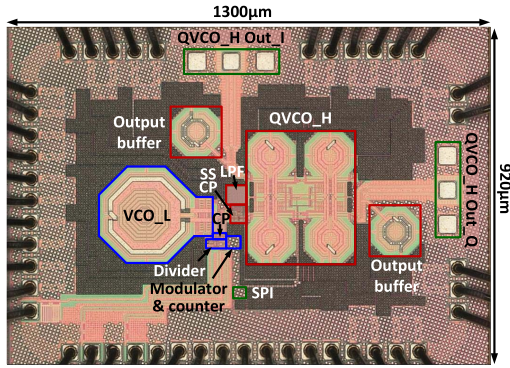 1300μm
QVCO_H Out_I
Output
buffer
QVCO_H
SS LPF
CP
VCO_L
CP
QVCO_H Out_Q
920μm
Divider
Modulator
& counter
Output
buffer
SPI